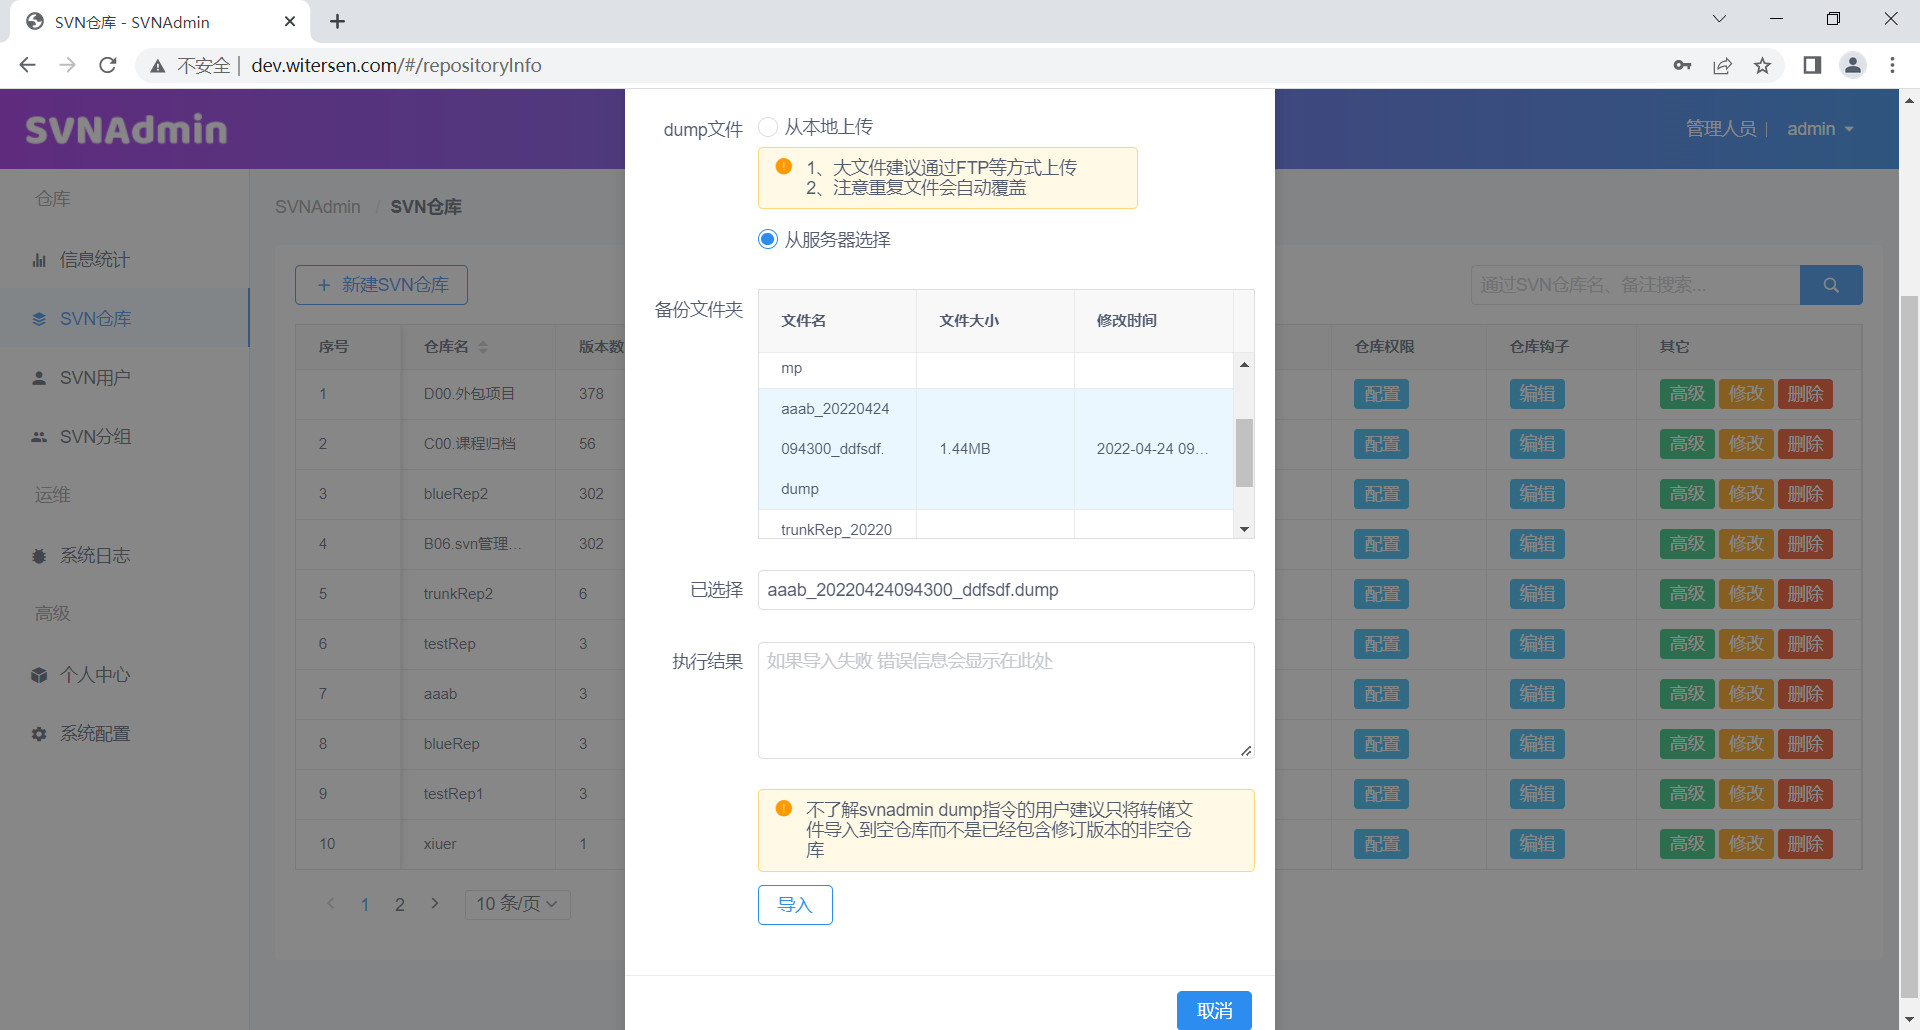 SVN仓库 - SVNAdmin
不安全 | dev.witersen.com/#/repositoryInfo
SVNAdmin
管理人员 | admin
仓库
信息统计
SVN仓库
SVN用户
SVN分组
运维
系统日志
高级
个人中心
系统配置
SVNAdmin / SVN仓库
+ 新建SVN仓库
通过SVN仓库名、备注搜索...
序号 仓库名 版本数 仓库权限 仓库钩子 其它
1 D00.外包项目 378 配置 编辑 高级 修改 删除
2 C00.课程归档 56 配置 编辑 高级 修改 删除
3 blueRep2 302 配置 编辑 高级 修改 删除
4 B06.svn管理... 302 配置 编辑 高级 修改 删除
5 trunkRep2 6 配置 编辑 高级 修改 删除
6 testRep 3 配置 编辑 高级 修改 删除
7 aaab 3 配置 编辑 高级 修改 删除
8 blueRep 3 配置 编辑 高级 修改 删除
9 testRep1 3 配置 编辑 高级 修改 删除
10 xiuer 1 配置 编辑 高级 修改 删除
1 2 10 条/页
dump文件 从本地上传
1、大文件建议通过FTP等方式上传
2、注意重复文件会自动覆盖
从服务器选择
备份文件夹
文件名 文件大小 修改时间
mp
aaab_20220424
094300_ddfsdf. 1.44MB 2022-04-24 09...
dump
trunkRep_20220
已选择 aaab_20220424094300_ddfsdf.dump
执行结果 如果导入失败 错误信息会显示在此处
不了解svnadmin dump指令的用户建议只将转储文
件导入到空仓库而不是已经包含修订版本的非空仓
库
导入
取消